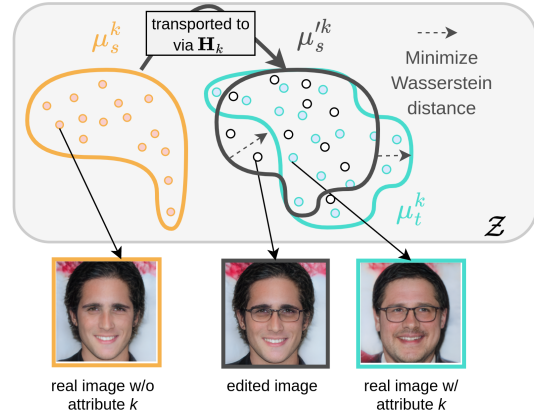 μ_s^k
transported to
via H_k
μ′_s^k
Minimize
Wasserstein
distance
μ_t^k
𝒵
real image w/o
attribute k
edited image
real image w/
attribute k